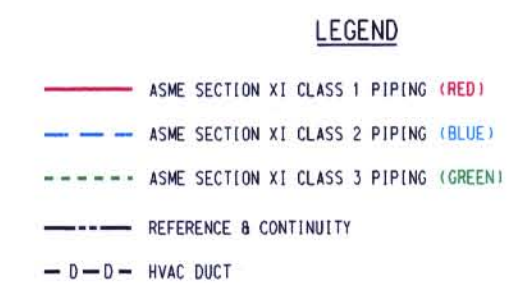 LEGEND
ASME SECTION XI CLASS 1 PIPING (RED)
ASME SECTION XI CLASS 2 PIPING (BLUE)
ASME SECTION XI CLASS 3 PIPING (GREEN)
REFERENCE & CONTINUITY
D D HVAC DUCT